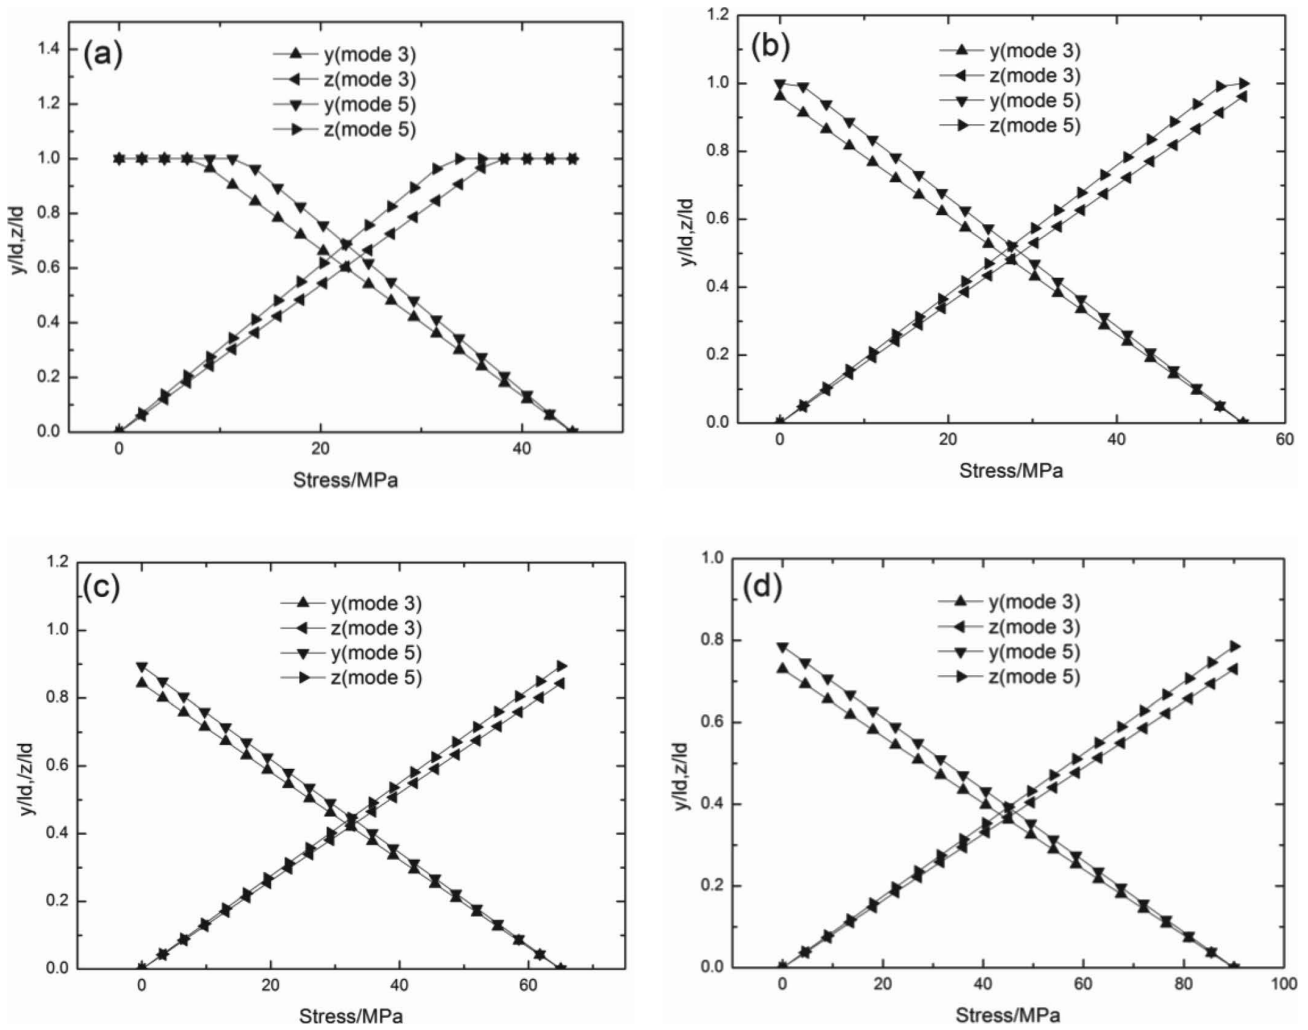 (a)
y(mode 3)
z(mode 3)
y(mode 5)
z(mode 5)
1.4
1.2
1.0
0.8
0.6
0.4
0.2
0.0
y/ld,z/ld
0 20 40
Stress/MPa
(b)
y(mode 3)
z(mode 3)
y(mode 5)
z(mode 5)
1.2
1.0
0.8
0.6
0.4
0.2
0.0
y/ld,z/ld
0 20 40 60
Stress/MPa
(c)
y(mode 3)
z(mode 3)
y(mode 5)
z(mode 5)
1.2
1.0
0.8
0.6
0.4
0.2
0.0
y/ld,/z/ld
0 20 40 60
Stress/MPa
(d)
y(mode 3)
z(mode 3)
y(mode 5)
z(mode 5)
1.0
0.8
0.6
0.4
0.2
0.0
y/ld,z/ld
0 20 40 60 80 100
Stress/MPa